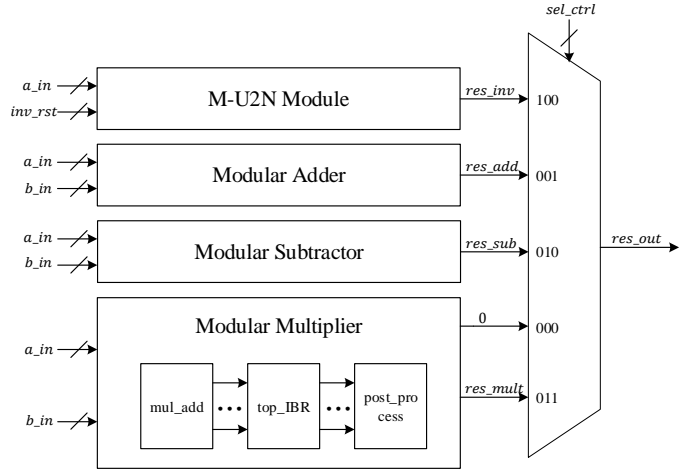 sel_ctrl
a_in
inv_rst
M-U2N Module
res_inv
100
a_in
b_in
Modular Adder
res_add
001
a_in
b_in
Modular Subtractor
res_sub
010
res_out
Modular Multiplier
0
000
a_in
b_in
mul_add
top_IBR
post_pro
cess
res_mult
011